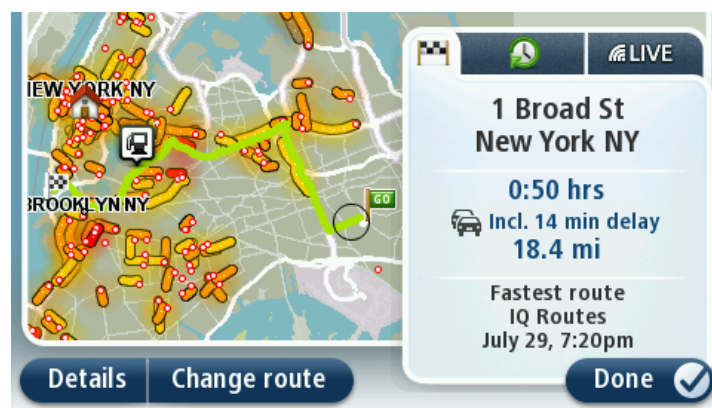 IEW YORK NY
BROOKLYN NY
GO
LIVE
1 Broad St
New York NY
0:50 hrs
Incl. 14 min delay
18.4 mi
Fastest route
IQ Routes
July 29, 7:20pm
Details
Change route
Done